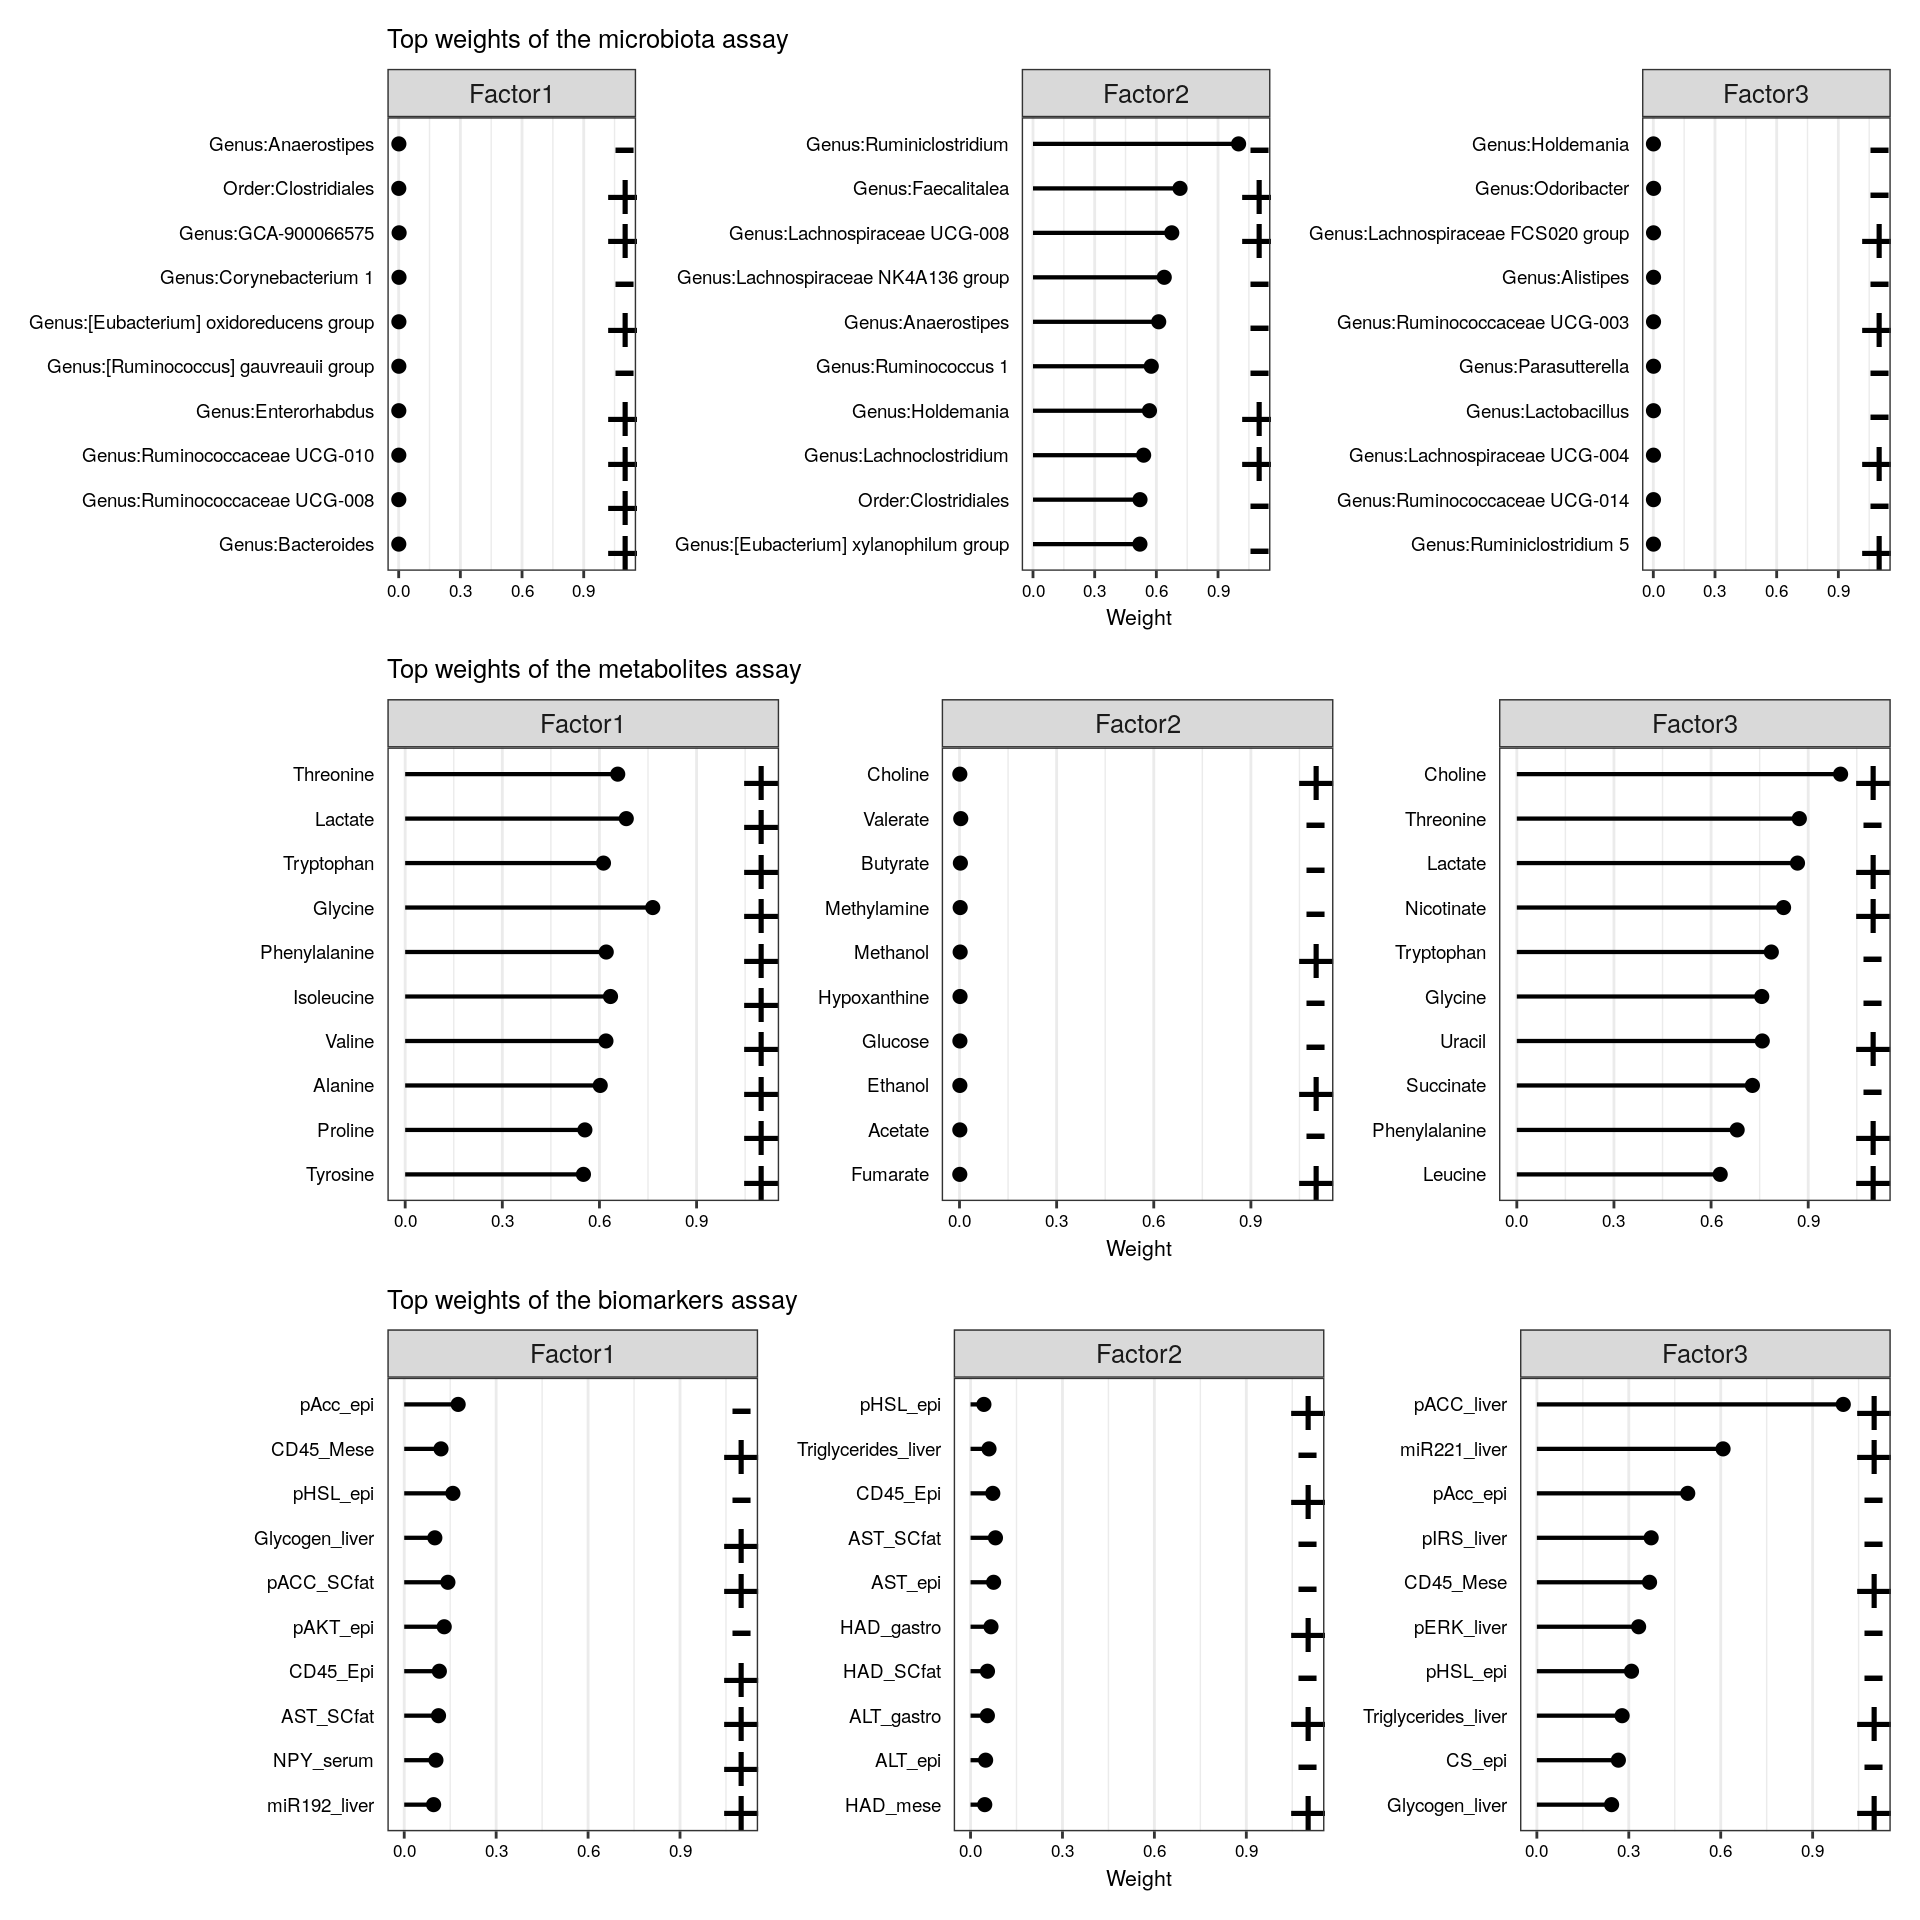 Top weights of the microbiota assay
Factor1
Genus:Anaerostipes
Order:Clostridiales
Genus:GCA-900066575
Genus:Corynebacterium 1
Genus:[Eubacterium] oxidoreducens group
Genus:[Ruminococcus] gauvreauii group
Genus:Enterorhabdus
Genus:Ruminococcaceae UCG-010
Genus:Ruminococcaceae UCG-008
Genus:Bacteroides
- + + - + - + + + +
0.0 0.3 0.6 0.9
Factor2
Genus:Ruminiclostridium
Genus:Faecalitalea
Genus:Lachnospiraceae UCG-008
Genus:Lachnospiraceae NK4A136 group
Genus:Anaerostipes
Genus:Ruminococcus 1
Genus:Holdemania
Genus:Lachnoclostridium
Order:Clostridiales
Genus:[Eubacterium] xylanophilum group
- + + - - - + + - -
0.0 0.3 0.6 0.9
Weight
Factor3
Genus:Holdemania
Genus:Odoribacter
Genus:Lachnospiraceae FCS020 group
Genus:Alistipes
Genus:Ruminococcaceae UCG-003
Genus:Parasutterella
Genus:Lactobacillus
Genus:Lachnospiraceae UCG-004
Genus:Ruminococcaceae UCG-014
Genus:Ruminiclostridium 5
- - + - + - - + - +
0.0 0.3 0.6 0.9
Top weights of the metabolites assay
Factor1
Threonine
Lactate
Tryptophan
Glycine
Phenylalanine
Isoleucine
Valine
Alanine
Proline
Tyrosine
+ + + + + + + + + +
0.0 0.3 0.6 0.9
Factor2
Choline
Valerate
Butyrate
Methylamine
Methanol
Hypoxanthine
Glucose
Ethanol
Acetate
Fumarate
+ - - - + - - + - +
0.0 0.3 0.6 0.9
Weight
Factor3
Choline
Threonine
Lactate
Nicotinate
Tryptophan
Glycine
Uracil
Succinate
Phenylalanine
Leucine
+ - + + - - + - + +
0.0 0.3 0.6 0.9
Top weights of the biomarkers assay
Factor1
pAcc_epi
CD45_Mese
pHSL_epi
Glycogen_liver
pACC_SCfat
pAKT_epi
CD45_Epi
AST_SCfat
NPY_serum
miR192_liver
- + - + + - + + + +
0.0 0.3 0.6 0.9
Factor2
pHSL_epi
Triglycerides_liver
CD45_Epi
AST_SCfat
AST_epi
HAD_gastro
HAD_SCfat
ALT_gastro
ALT_epi
HAD_mese
+ - + - - + - + - +
0.0 0.3 0.6 0.9
Weight
Factor3
pACC_liver
miR221_liver
pAcc_epi
pIRS_liver
CD45_Mese
pERK_liver
pHSL_epi
Triglycerides_liver
CS_epi
Glycogen_liver
+ + - - + - - + - +
0.0 0.3 0.6 0.9